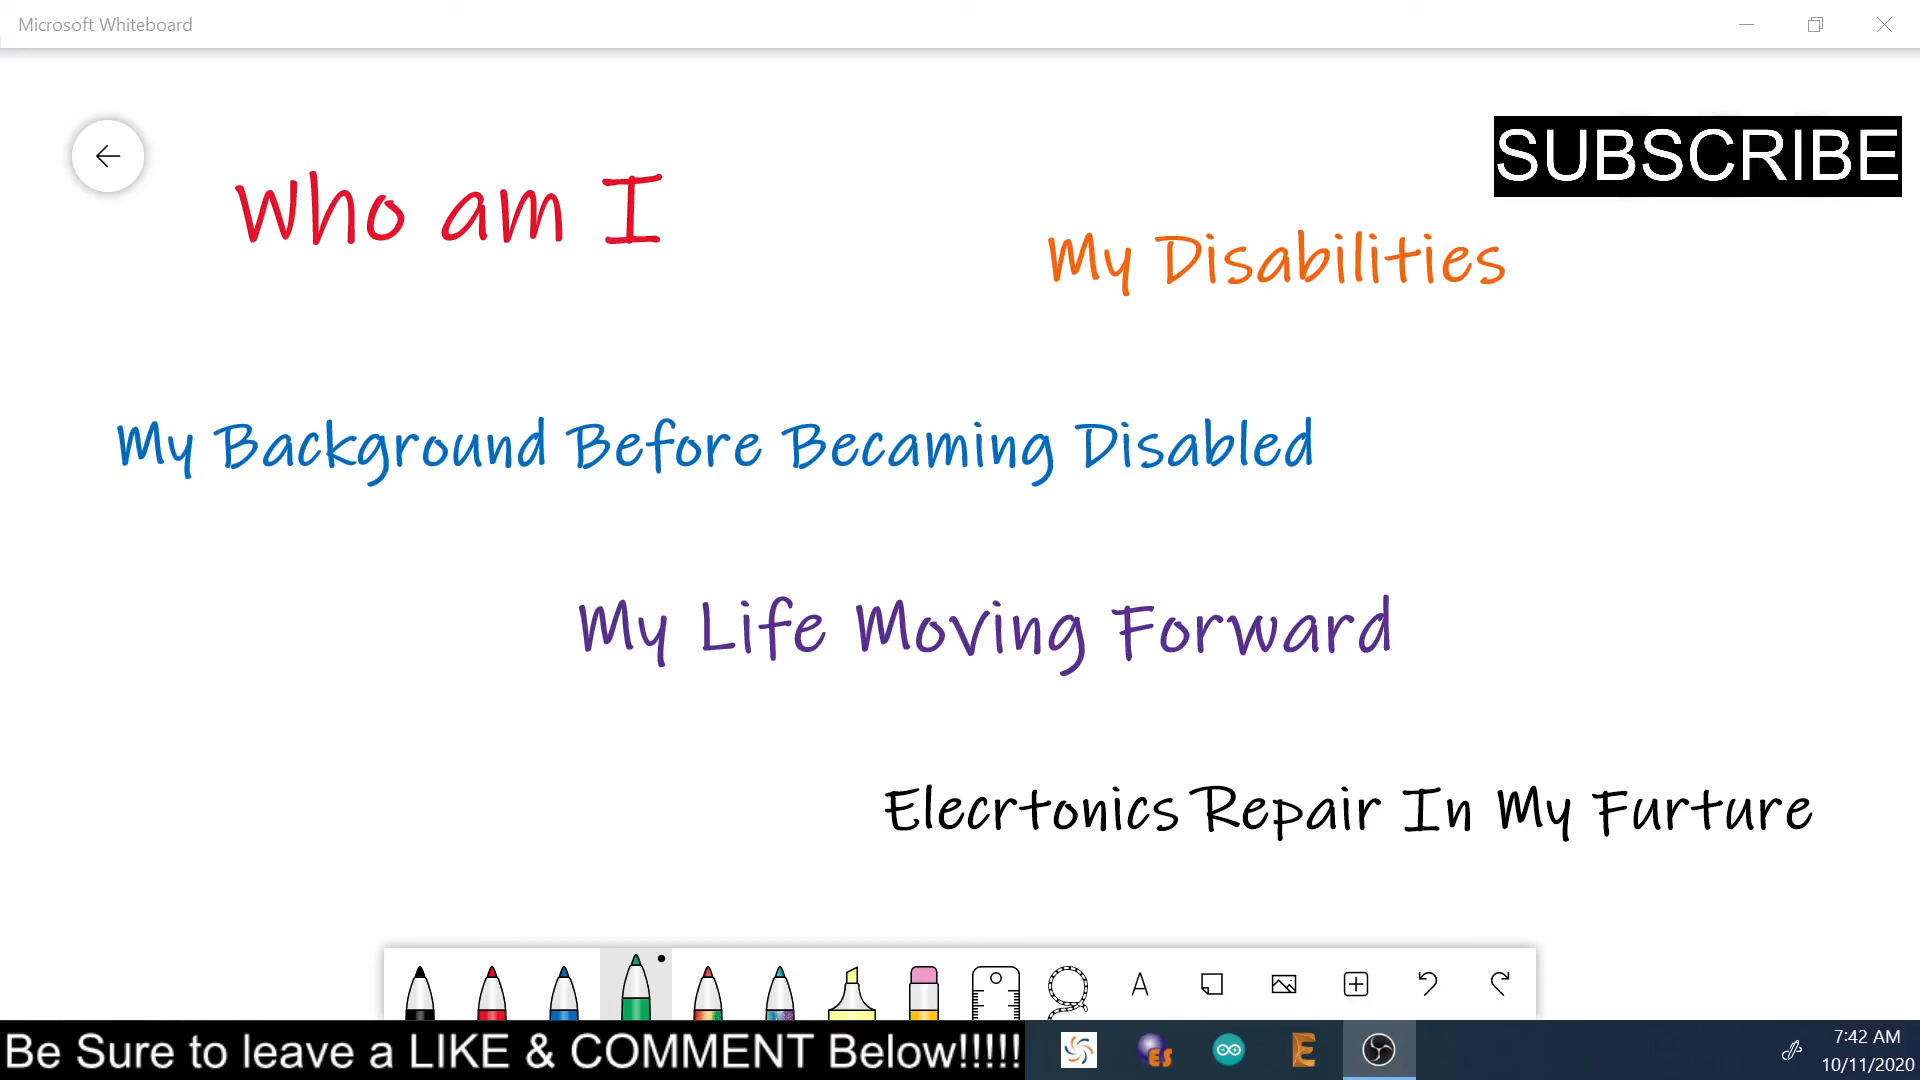 Microsoft Whiteboard
SUBSCRIBE
Who am I
My Disabilities
My Background Before Becaming Disabled
My Life Moving Forward
Elecrtonics Repair In My Furture
A
Be Sure to leave a LIKE & COMMENT Below!!!!!
ES
E
7:42 AM
10/11/2020